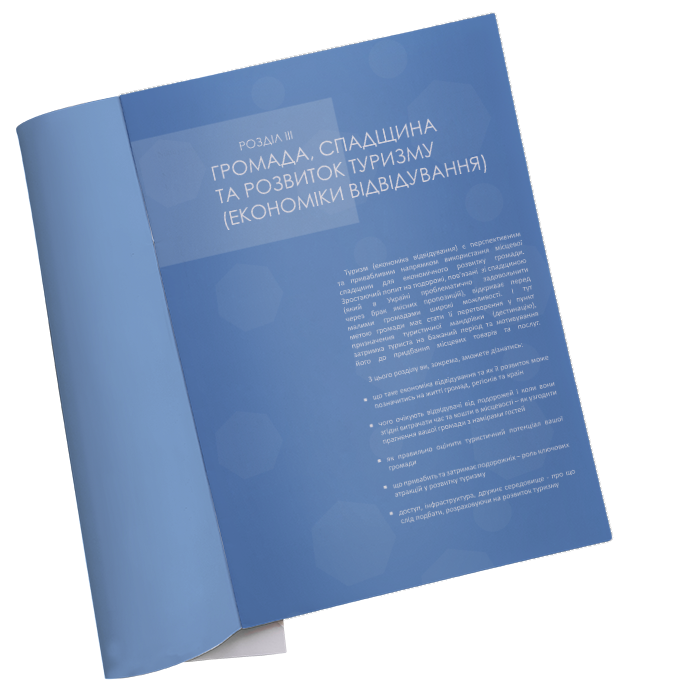 РОЗДІЛ III
ГРОМАДА, СПАДЩИНА
ТА РОЗВИТОК ТУРИЗМУ
(ЕКОНОМІКИ ВІДВІДУВАННЯ)
Туризм (економіка відвідування) є перспективним
та привабливим напрямом використання місцевої
спадщини для економічного розвитку громади.
Зростаючий попит на подорожі, пов'язані зі спадщиною
(який в Україні проблематично задовольнити
через брак якісних пропозицій), відкриває перед
малими громадами широкі можливості. І тут
метою громади має стати її перетворення у пункт
призначення туристичної мандрівки (дестинацію),
затримка туриста на бажаний період та мотивування
його до придбання місцевих товарів та послуг.
З цього розділу ви, зокрема, зможете дізнатись:
• що таке економіка відвідування та як її розвиток може
позначитись на житті громад, регіонів та країн
• чого очікують відвідувачі від подорожей і коли вони
згідні витрачати час та кошти в місцевості – як узгодити
прагнення вашої громади з намірами гостей
• як правильно оцінити туристичний потенціал вашої
громади
• що привабить та затримає подорожніх – роль ключових
атракцій у розвитку туризму
• доступ, інфраструктура, дружнє середовище - про що
слід подбати, розраховуючи на розвиток туризму